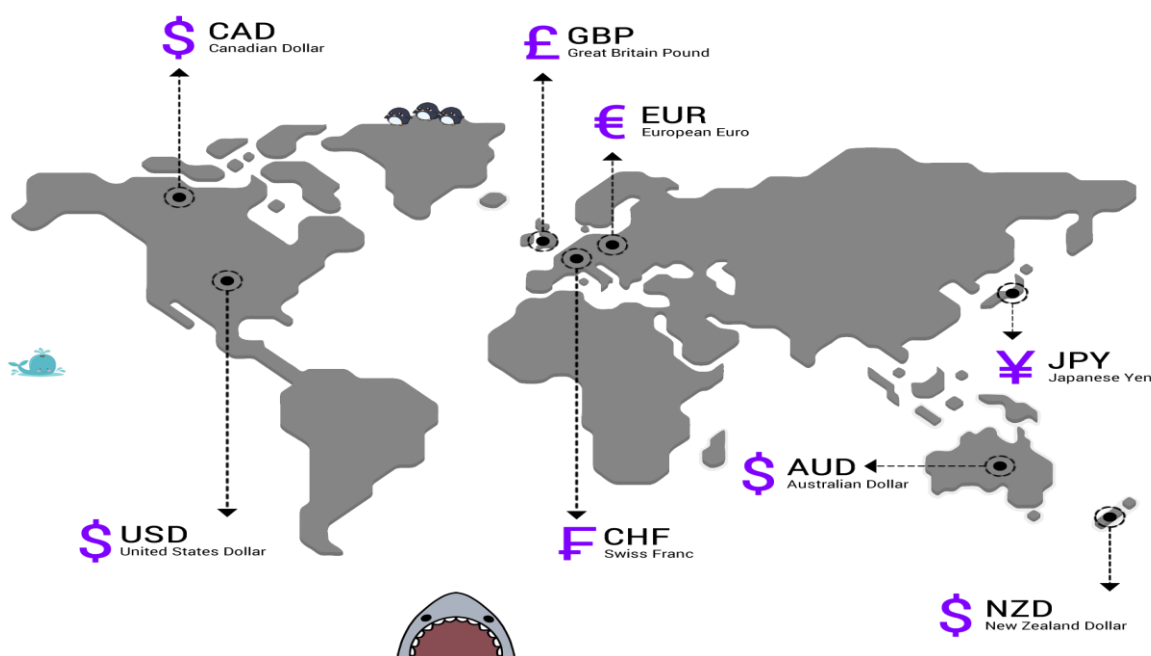 $ CAD
Canadian Dollar
£ GBP
Great Britain Pound
€ EUR
European Euro
¥ JPY
Japanese Yen
$ AUD
Australian Dollar
$ USD
United States Dollar
₣ CHF
Swiss Franc
$ NZD
New Zealand Dollar